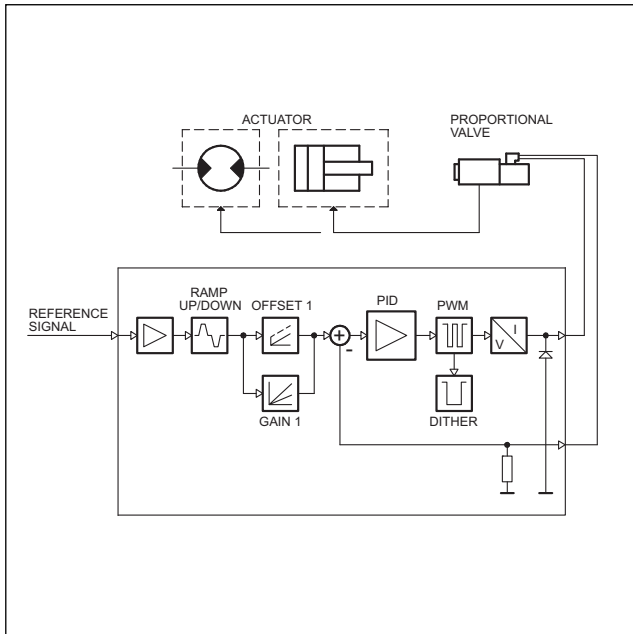 ACTUATOR
PROPORTIONAL
VALVE
REFERENCE
SIGNAL
RAMP
UP/DOWN
OFFSET 1
PID
PWM
I
V
+
-
GAIN 1
DITHER